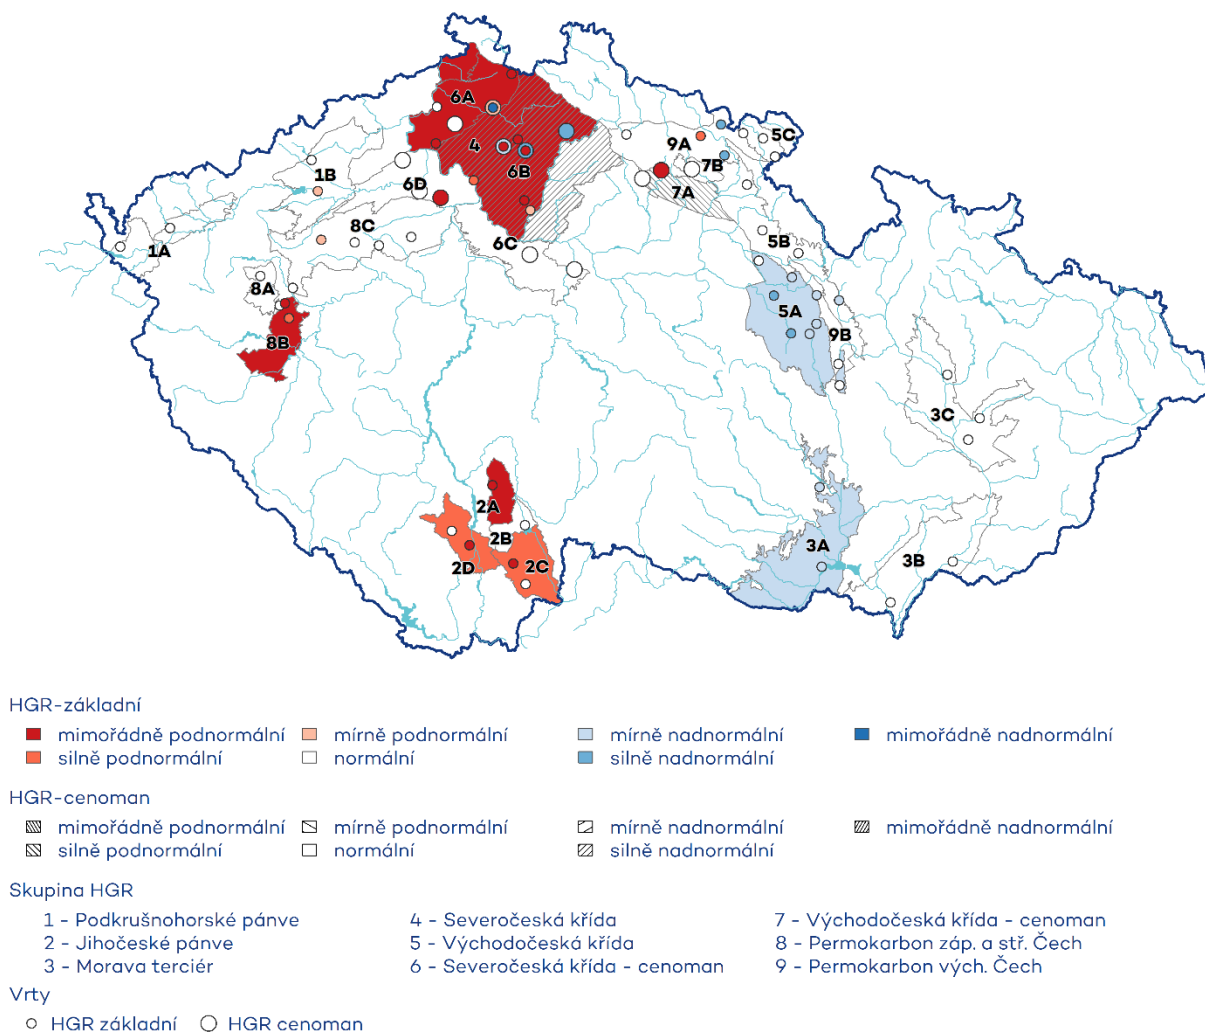 6A
4
6B
9A
5C
7B
1B
6D
7A
8C
6C
5B
1A
8A
5A
8B
9B
3C
2A
2B
3A
3B
2D
2C
HGR-základní
mimořádně podnormální mírně podnormální mírně nadnormální mimořádně nadnormální
silně podnormální normální silně nadnormální
HGR-cenoman
mimořádně podnormální mírně podnormální mírně nadnormální mimořádně nadnormální
silně podnormální normální silně nadnormální
Skupina HGR
1 - Podkrušnohorské pánve 4 - Severočeská křída 7 - Východočeská křída - cenoman
2 - Jihočeské pánve 5 - Východočeská křída 8 - Permokarbon záp. a stř. Čech
3 - Morava terciér 6 - Severočeská křída - cenoman 9 - Permokarbon vých. Čech
Vrty
HGR základní HGR cenoman